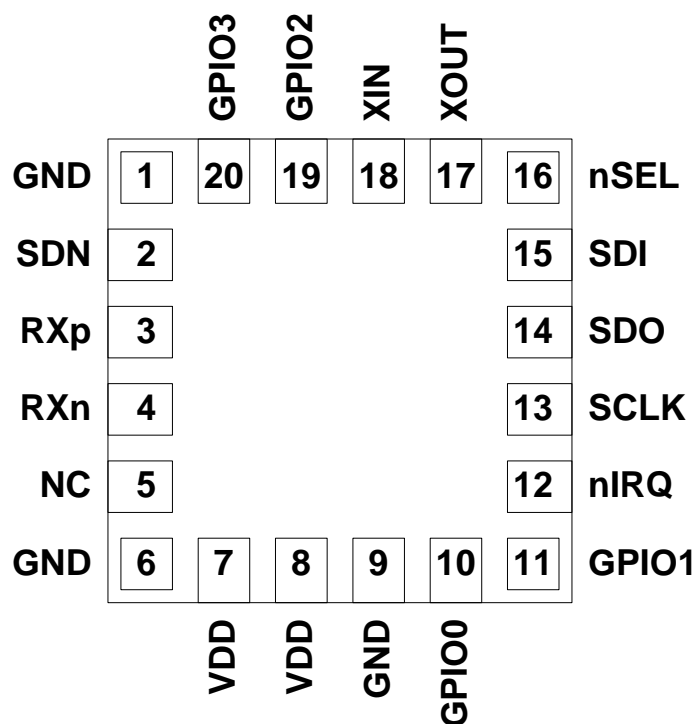 GPIO3 GPIO2 XIN XOUT
GND 1 20 19 18 17 16 nSEL
SDN 2 15 SDI
RXp 3 14 SDO
RXn 4 13 SCLK
NC 5 12 nIRQ
GND 6 7 8 9 10 11 GPIO1
VDD VDD GND GPIO0